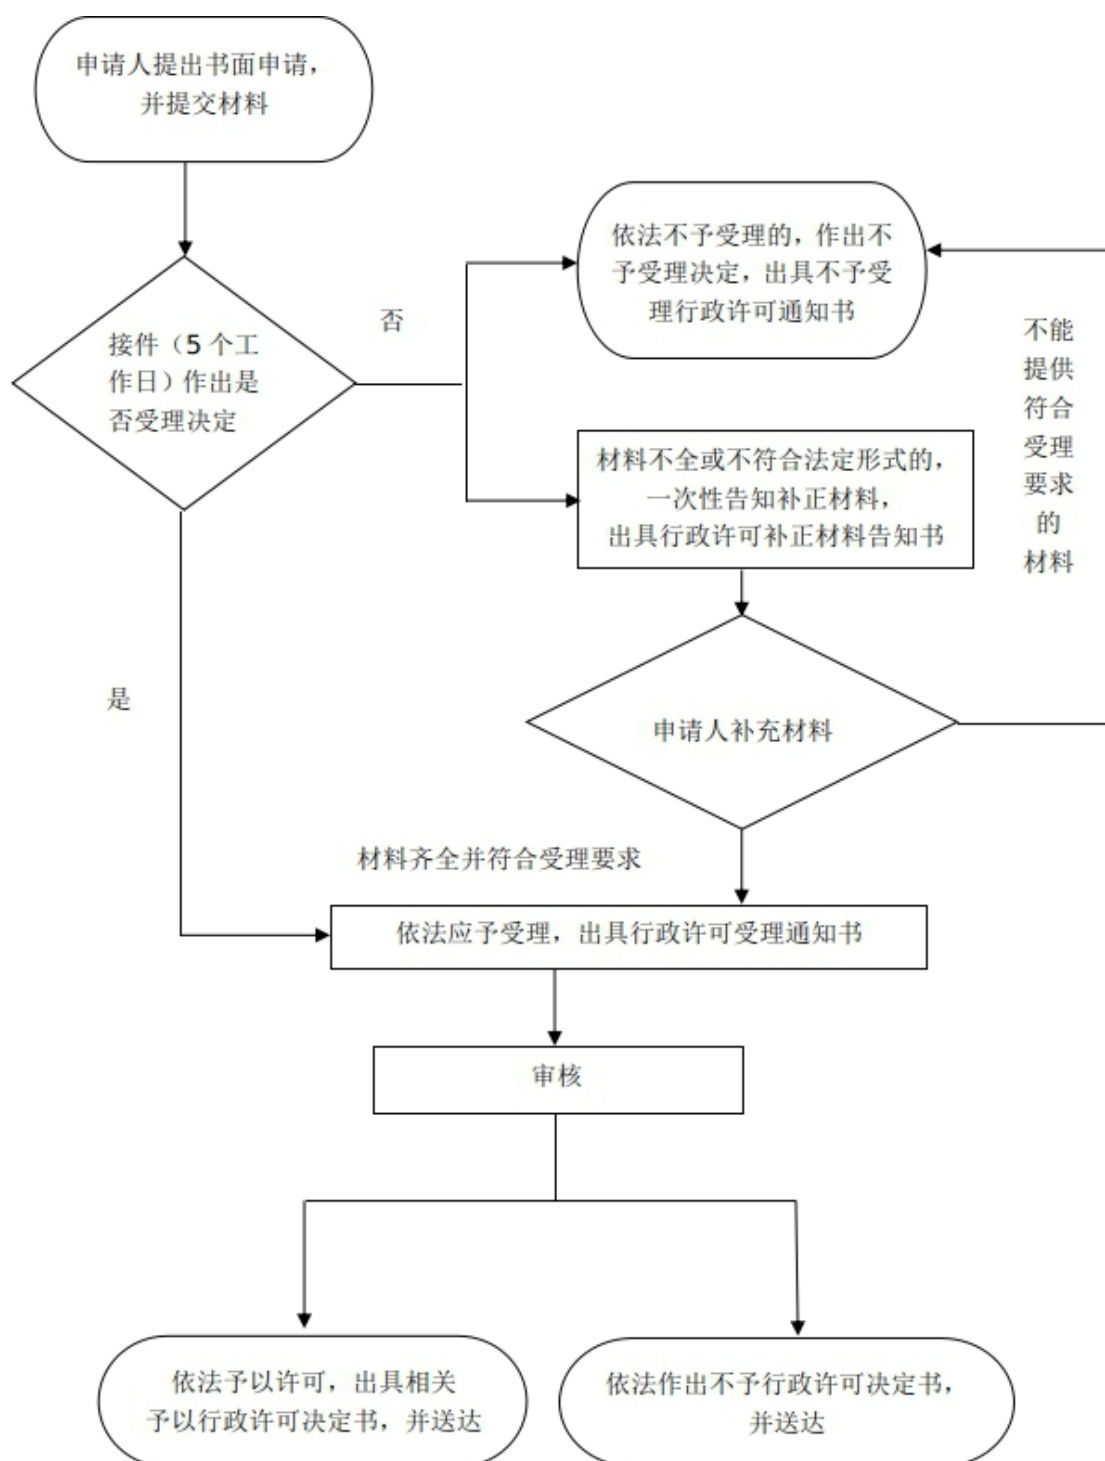 申请人提出书面申请，
并提交材料
依法不予受理的，作出不
予受理决定，出具不予受
理行政许可通知书
否
接件（5 个工
作日）作出是
否受理决定
不能
提供
符合
受理
要求
的
材料
材料不全或不符合法定形式的，
一次性告知补正材料，
出具行政许可补正材料告知书
是
申请人补充材料
材料齐全并符合受理要求
依法应予受理，出具行政许可受理通知书
审核
依法予以许可，出具相关
予以行政许可决定书，并送达
依法作出不予行政许可决定书，
并送达